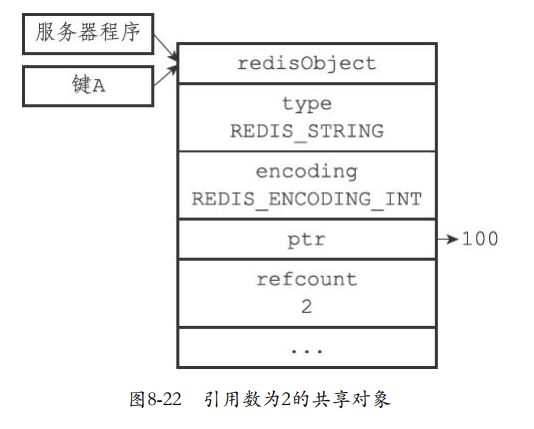 服务器程序
键A
redisObject
type
REDIS_STRING
encoding
REDIS_ENCODING_INT
ptr
100
refcount
2
...
图8-22 引用数为2的共享对象